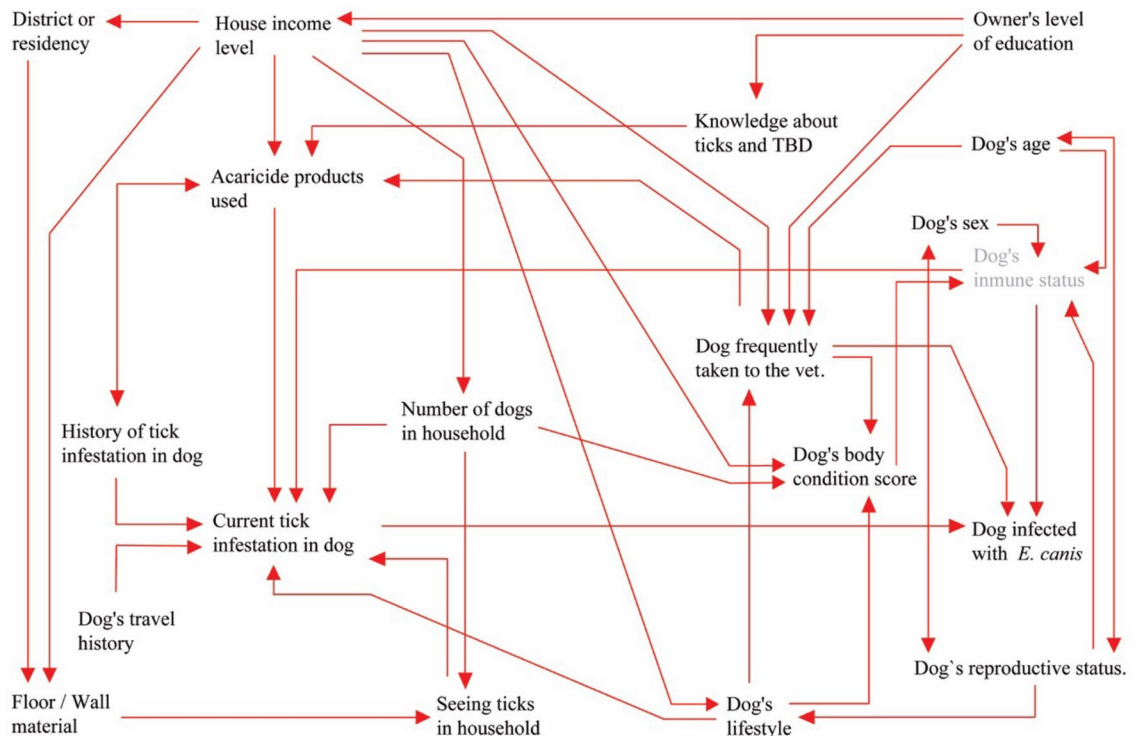 District or
residency
House income
level
Owner's level
of education
Knowledge about
ticks and TBD
Dog's age
Acaricide products
used
Dog's sex
Dog's
inmune status
Dog frequently
taken to the vet.
History of tick
infestation in dog
Number of dogs
in household
Dog's body
condition score
Current tick
infestation in dog
Dog infected
with E. canis
Dog's travel
history
Dog`s reproductive status.
Floor / Wall
material
Seeing ticks
in household
Dog's
lifestyle